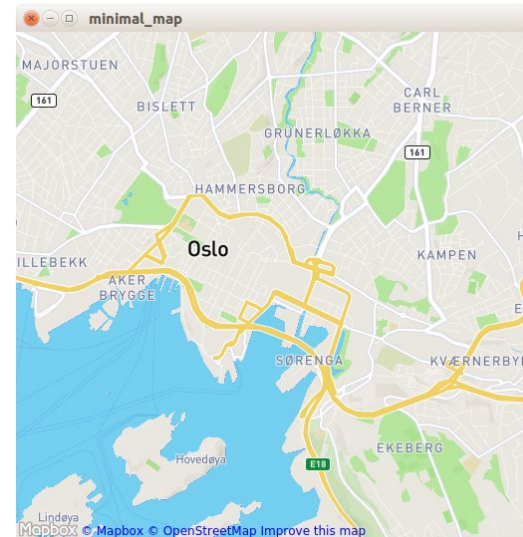 minimal_map
MAJORSTUEN
161
BISLETT
CARL
BERNER
GRÜNERLØKKA
161
HAMMERSBORG
Oslo
ILLEBEKK
KAMPEN
H
AKER
BRYGGE
E
SØRENGA
KVÆRNERBY
EKEBERG
Hovedøya
E18
Lindøya
Mapbox © Mapbox © OpenStreetMap Improve this map